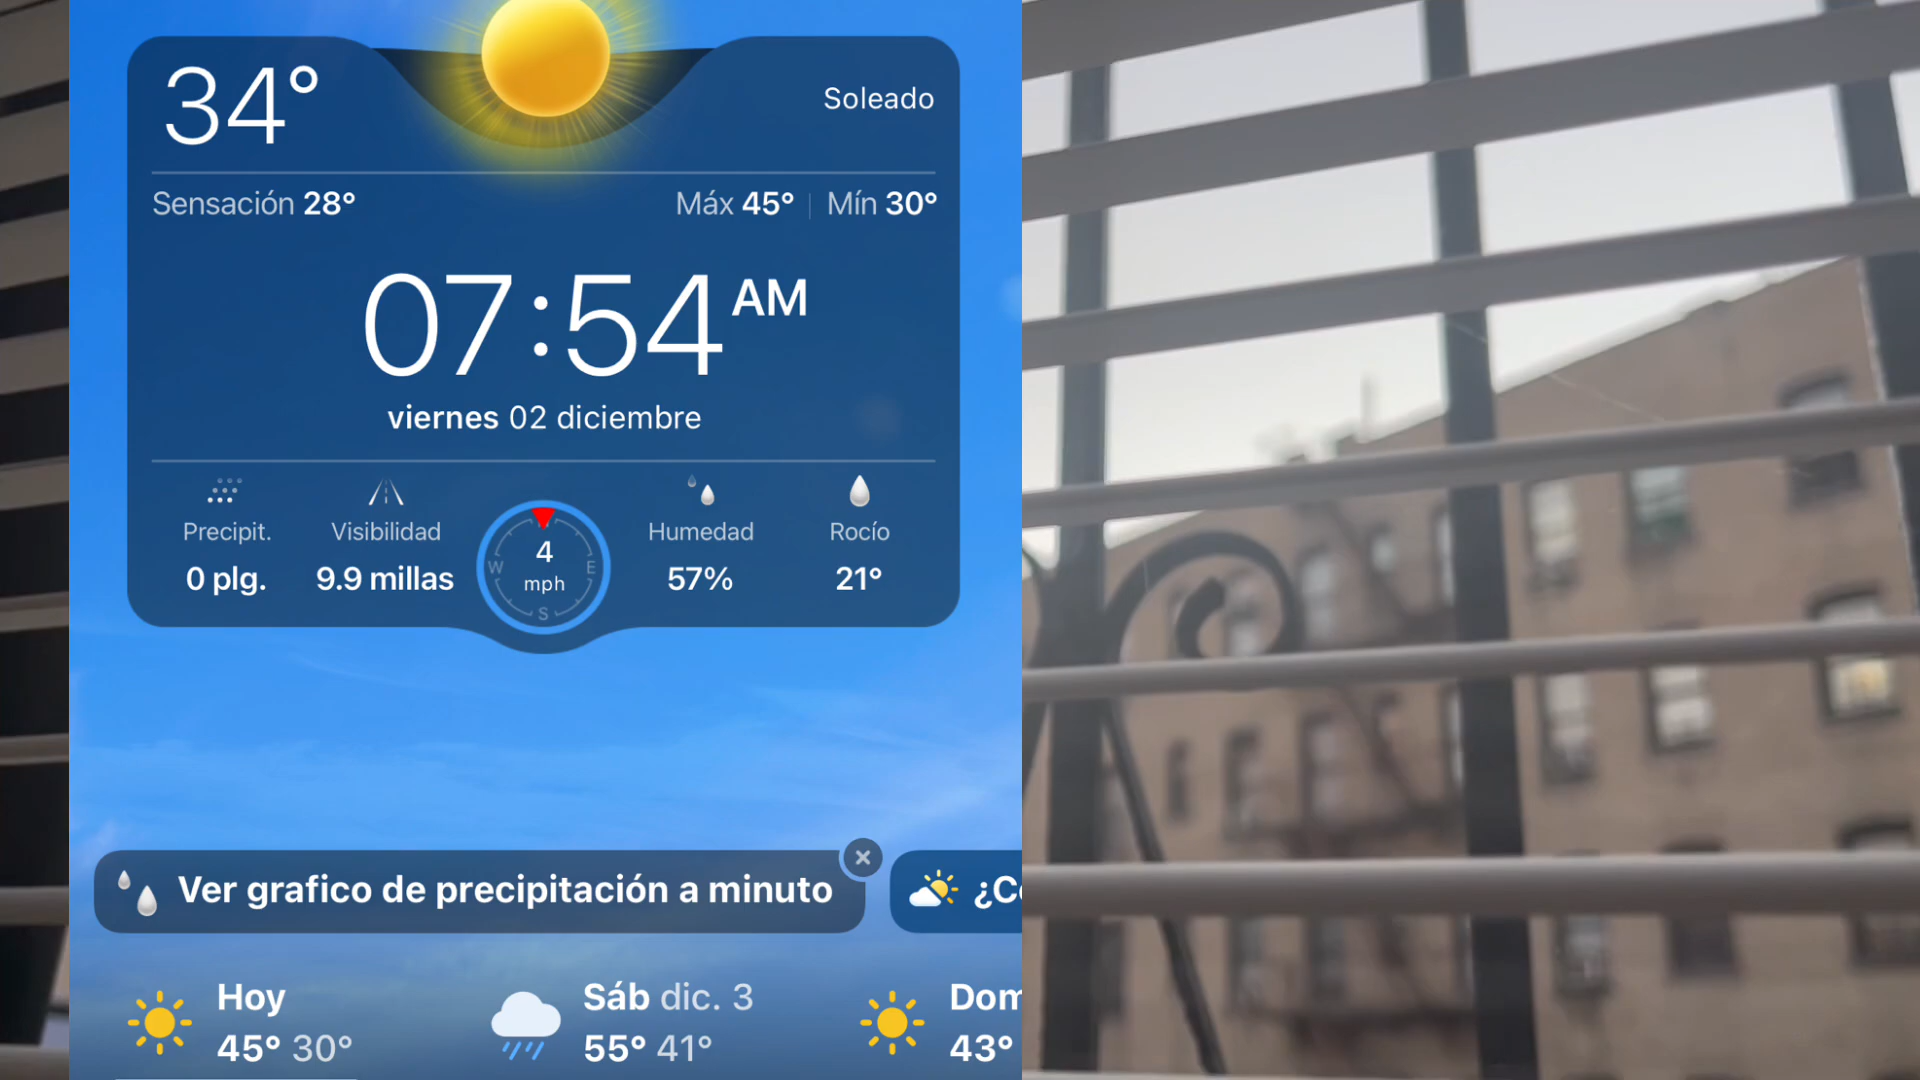 34°
Soleado
Sensación 28°
Máx 45° | Mín 30°
07:54 AM
viernes 02 diciembre
Precipit.
0 plg.
Visibilidad
9.9 millas
4
mph
W
E
S
Humedad
57%
Rocío
21°
Ver grafico de precipitación a minuto
Hoy
45° 30°
Sáb dic. 3
55° 41°
43°